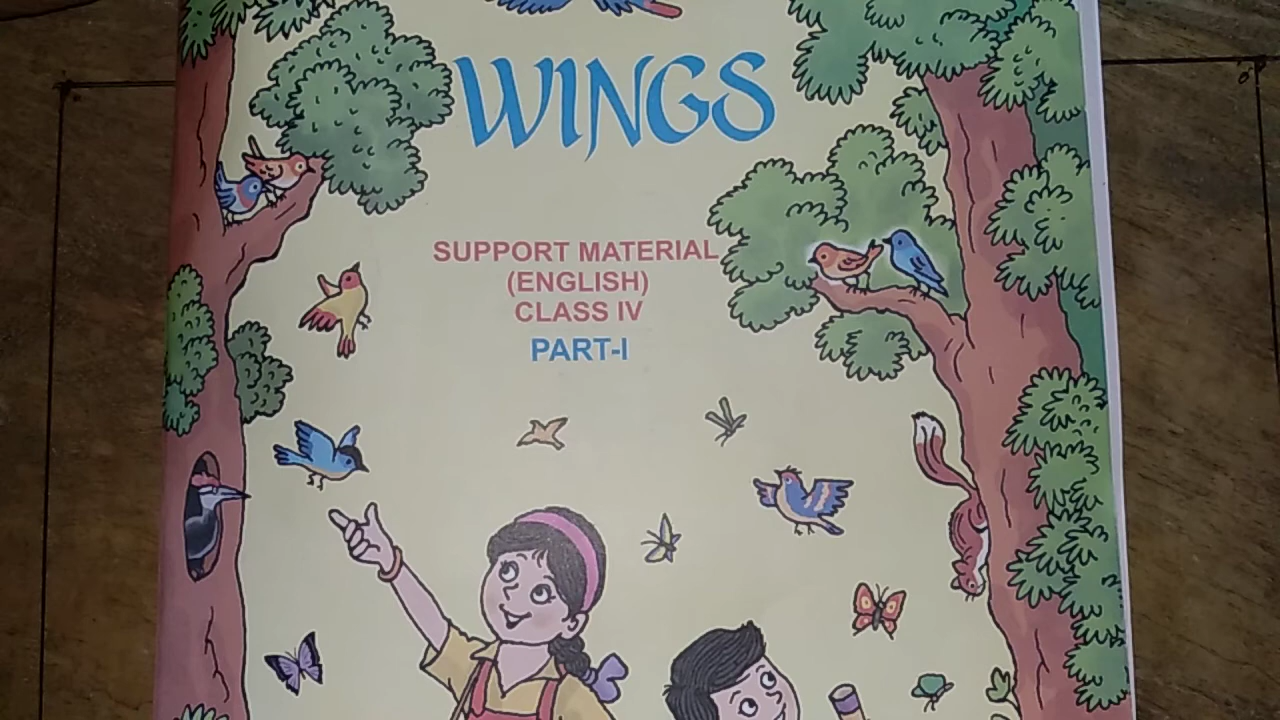 WINGS
SUPPORT MATERIAL
(ENGLISH)
CLASS IV
PART-I